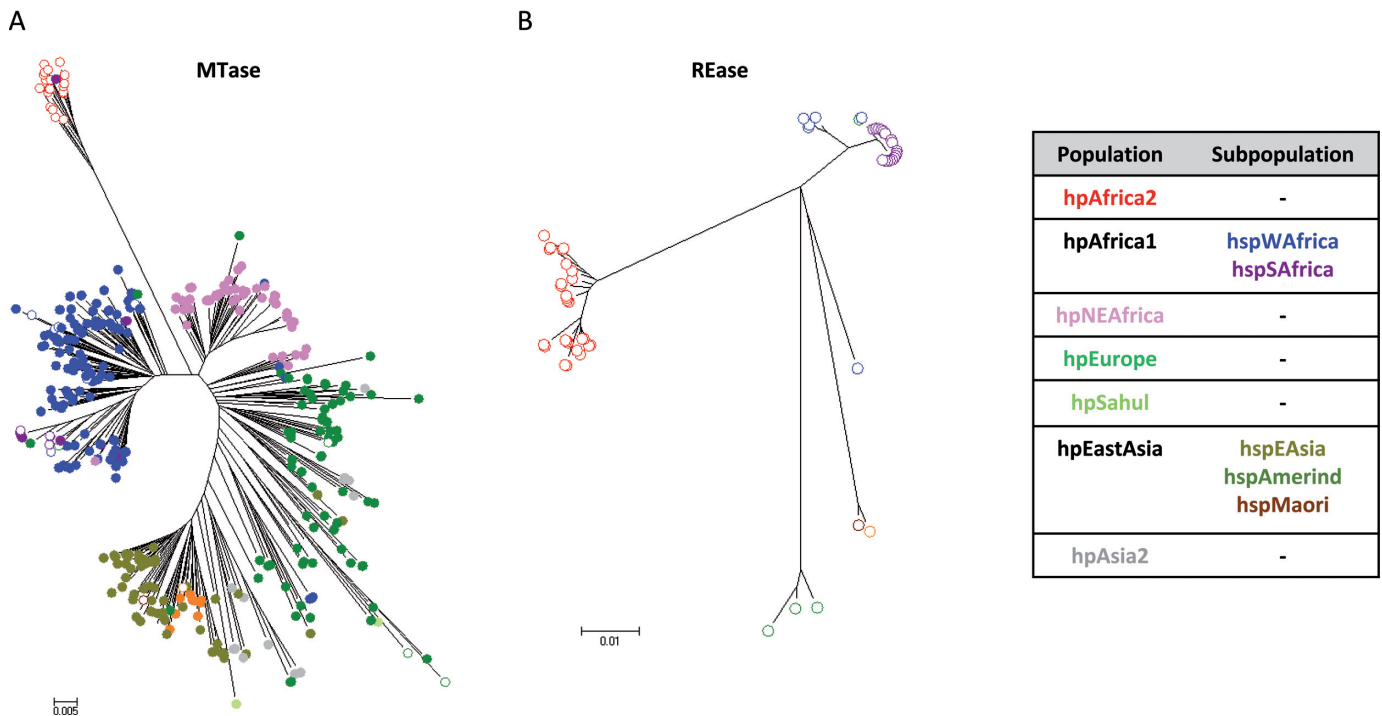 A
B
MTase
REase
0.005
0.01
Population Subpopulation
hpAfrica2 -
hpAfrica1 hspWAfrica
hspSAfrica
hpNEAfrica -
hpEurope -
hpSahul -
hpEastAsia hspEAsia
hspAmerind
hspMaori
hpAsia2 -